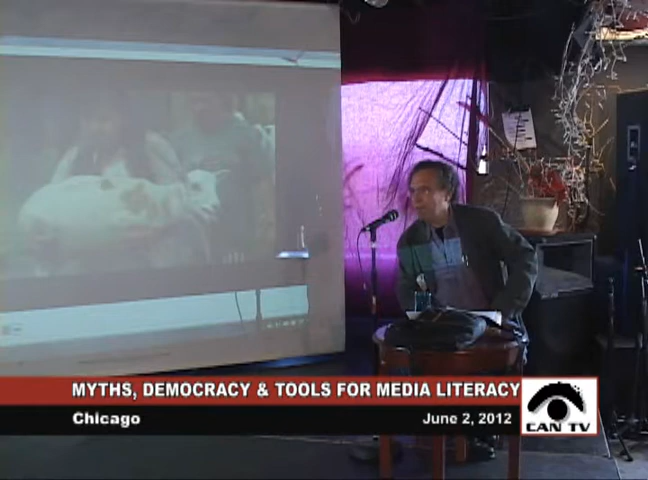 MYTHS, DEMOCRACY & TOOLS FOR MEDIA LITERACY
Chicago
June 2, 2012
CAN TV